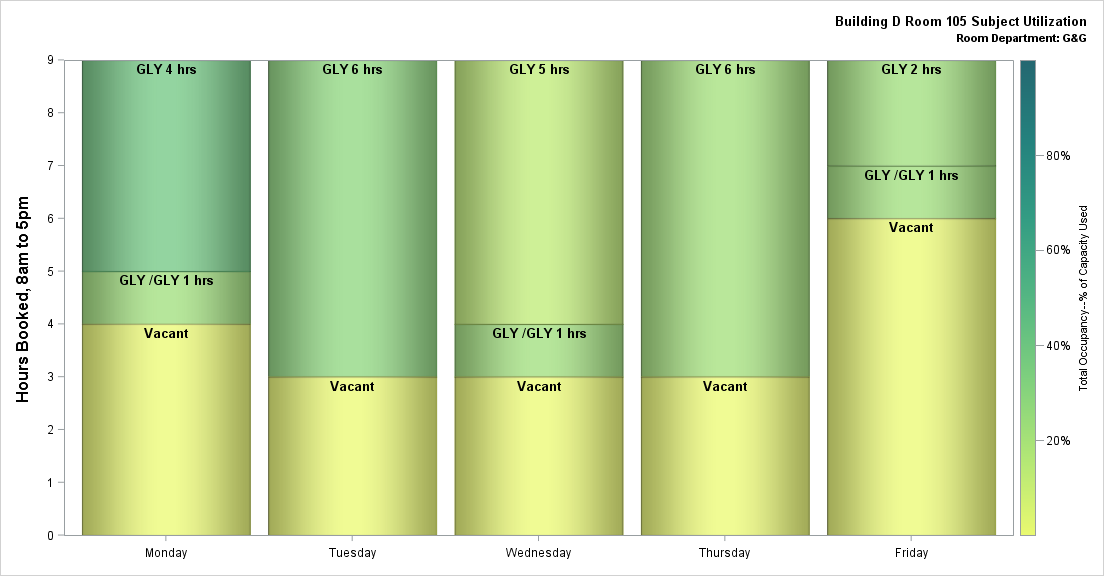 Building D Room 105 Subject Utilization
Room Department: G&G
Hours Booked, 8am to 5pm
9
8
7
6
5
4
3
2
1
0
GLY 4 hrs
GLY /GLY 1 hrs
Vacant
GLY 6 hrs
Vacant
GLY 5 hrs
GLY /GLY 1 hrs
Vacant
GLY 6 hrs
Vacant
GLY 2 hrs
GLY /GLY 1 hrs
Vacant
Monday
Tuesday
Wednesday
Thursday
Friday
80%
60%
40%
20%
Total Occupancy--% of Capacity Used